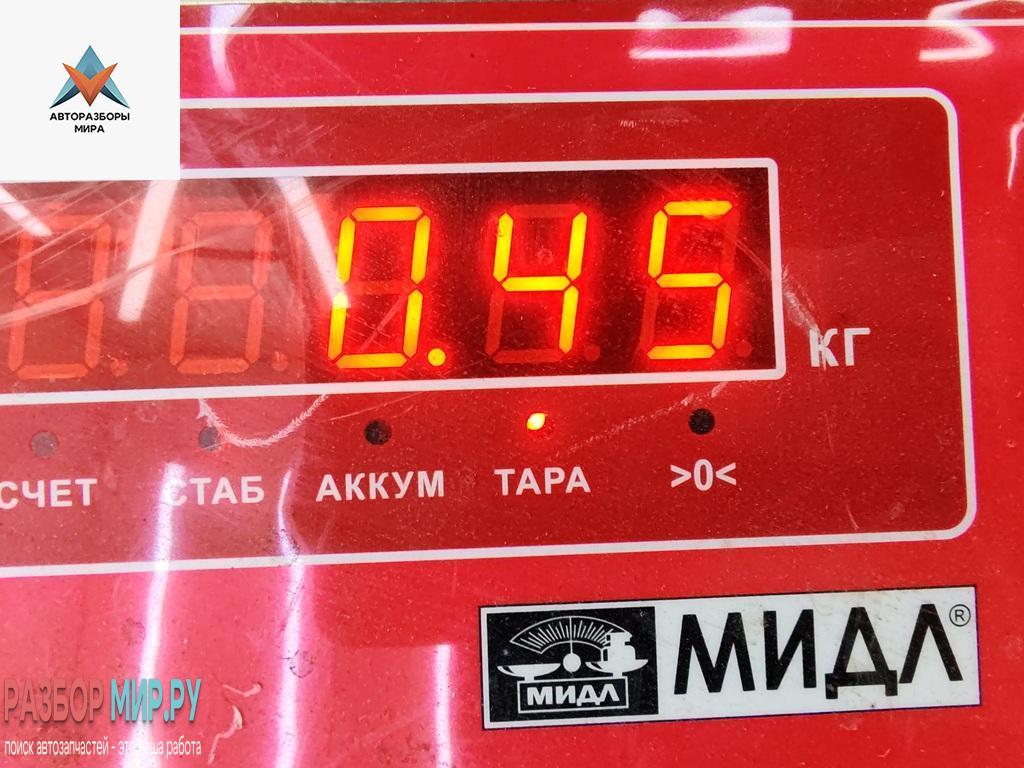 АВТОРАЗБОРЫ
МИРА
0.45
КГ
СЧЕТ СТАБ АККУМ ТАРА >0<
МИДЛ МИДЛ®
РАЗБОР МИР.РУ
поиск автозапчастей - это наша работа